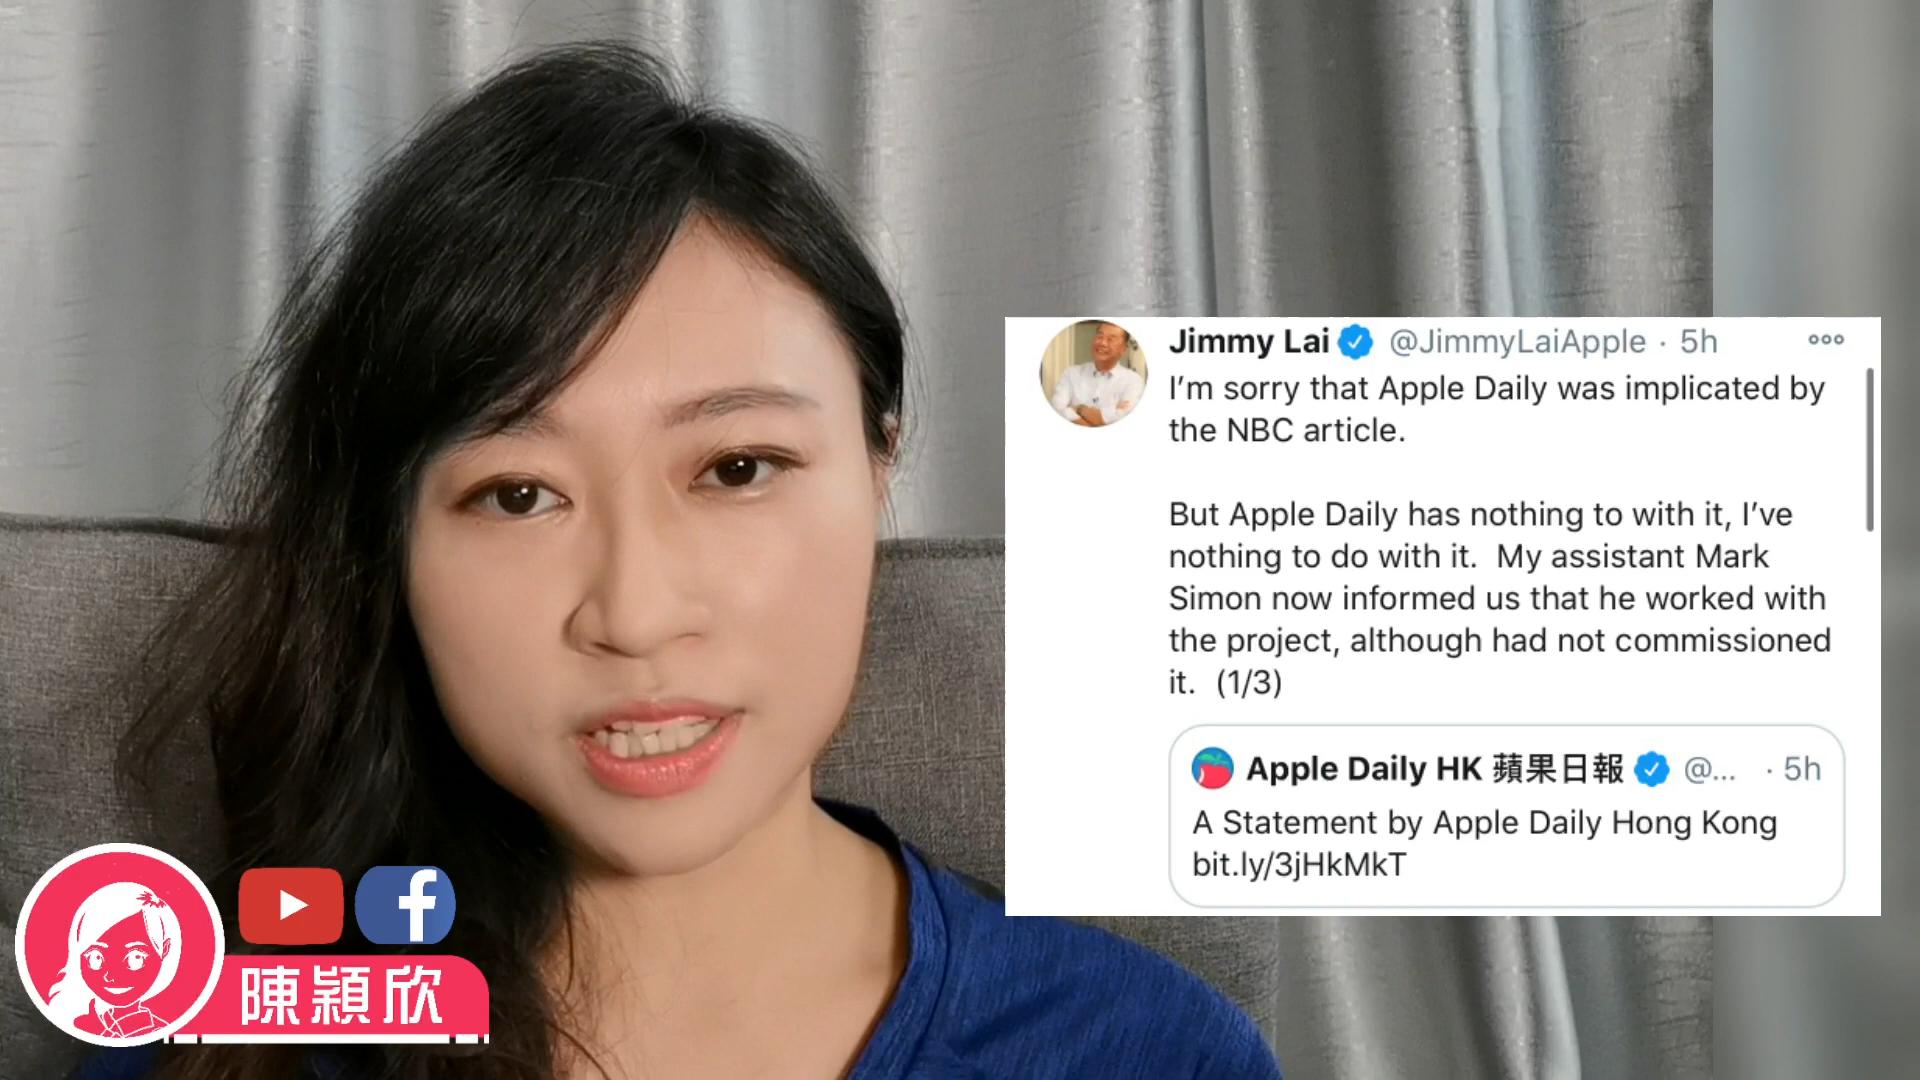 Jimmy Lai @JimmyLaiApple · 5h
I’m sorry that Apple Daily was implicated by
the NBC article.
But Apple Daily has nothing to with it, I’ve
nothing to do with it.  My assistant Mark
Simon now informed us that he worked with
the project, although had not commissioned
it.  (1/3)
Apple Daily HK 蘋果日報 @... · 5h
A Statement by Apple Daily Hong Kong
bit.ly/3jHkMkT
陳穎欣